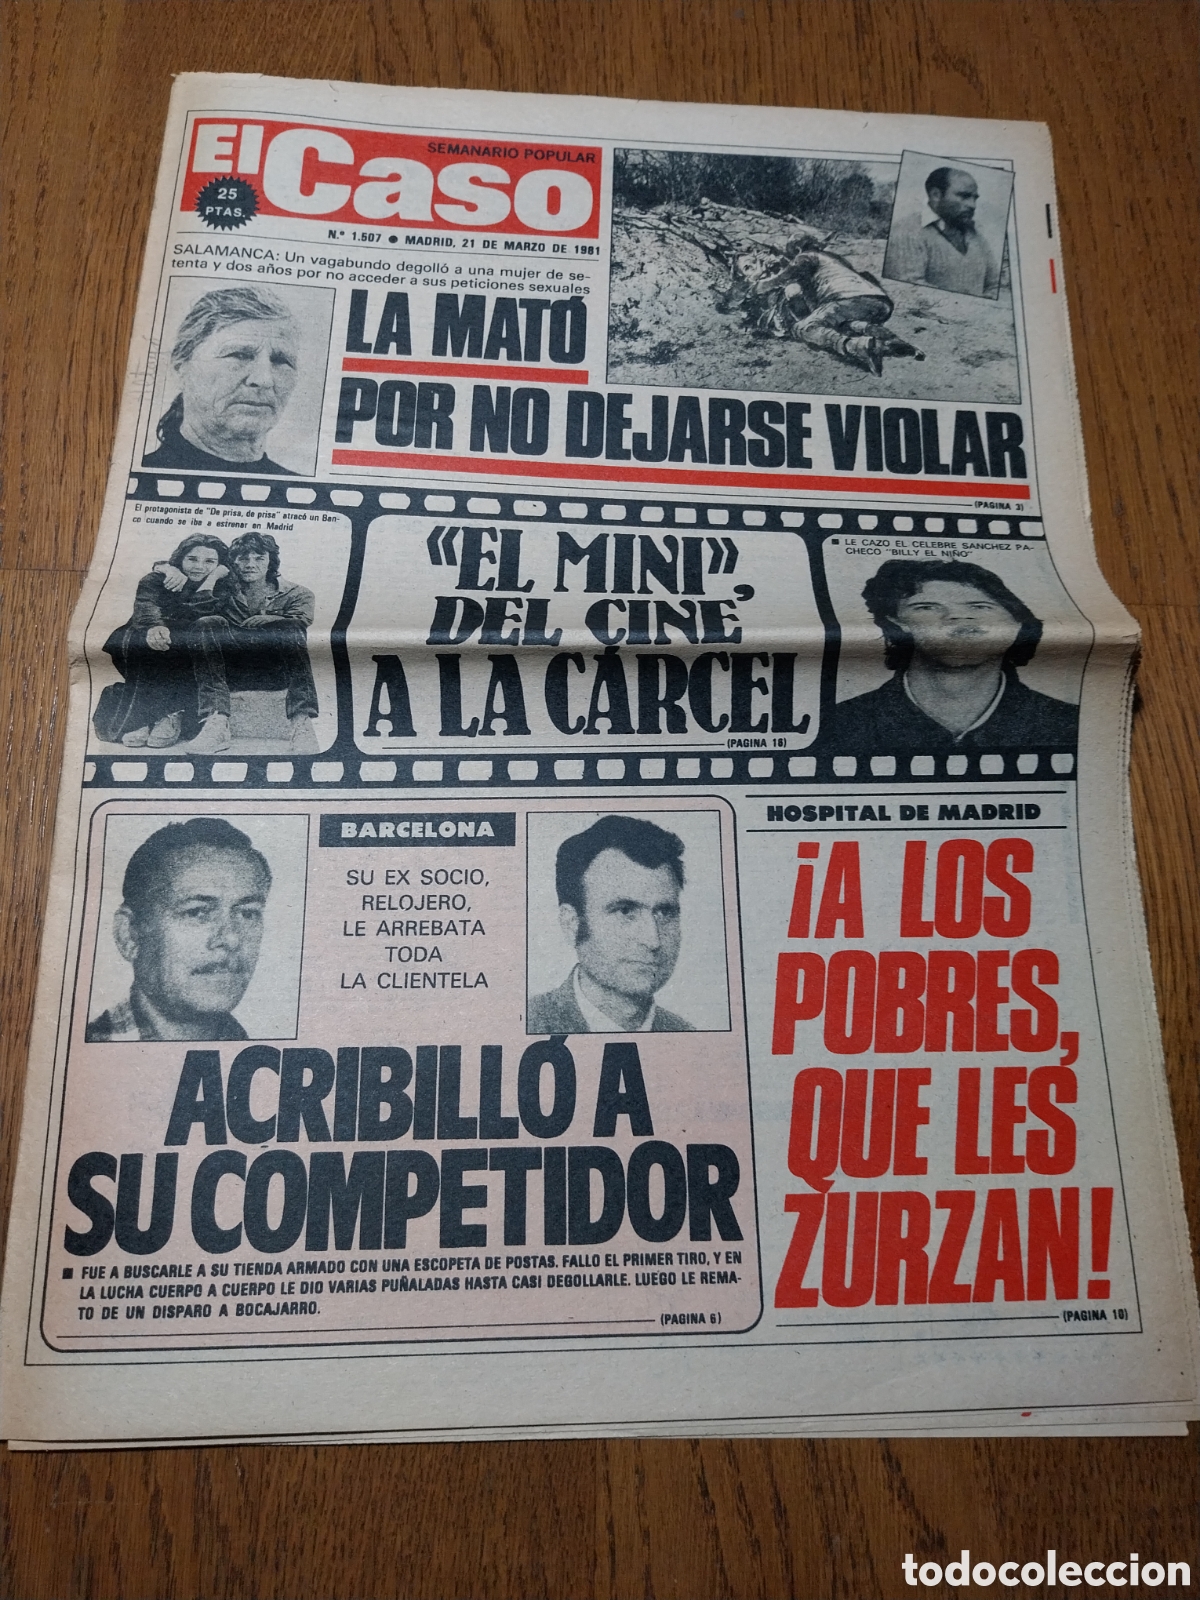 El Caso
SEMANARIO POPULAR
25
PTAS.
N.º 1.507 ● MADRID, 21 DE MARZO DE 1981
SALAMANCA: Un vagabundo degolló a una mujer de se-
tenta y dos años por no acceder a sus peticiones sexuales
LA MATÓ
POR NO DEJARSE VIOLAR
(PAGINA 3)
El protagonista de "De prisa, de prisa" atracó un Ban-
co cuando se iba a estrenar en Madrid
"EL MINI",
DEL CINE
A LA CÁRCEL
(PAGINA 16)
■ LE CAZO EL CELEBRE SANCHEZ PA-
CHECO "BILLY EL NIÑO"
BARCELONA
SU EX SOCIO,
RELOJERO,
LE ARREBATA
TODA
LA CLIENTELA
ACRIBILLÓ A
SU COMPETIDOR
■ FUE A BUSCARLE A SU TIENDA ARMADO CON UNA ESCOPETA DE POSTAS. FALLO EL PRIMER TIRO, Y EN
LA LUCHA CUERPO A CUERPO LE DIO VARIAS PUÑALADAS HASTA CASI DEGOLLARLE. LUEGO LE REMA-
TO DE UN DISPARO A BOCAJARRO.
(PAGINA 6)
HOSPITAL DE MADRID
¡A LOS
POBRES,
QUE LES
ZURZAN!
(PAGINA 10)
todocoleccion